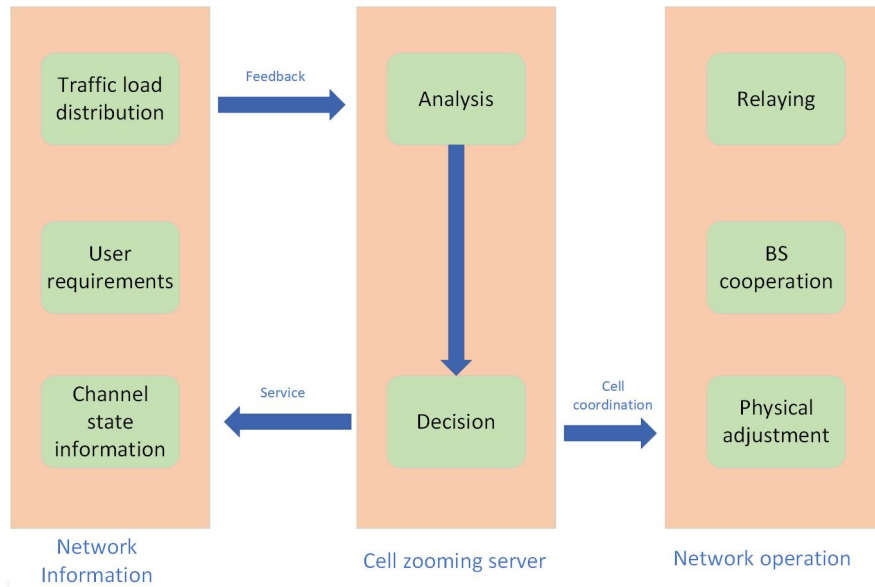 Traffic load
distribution
User
requirements
Channel
state
information
Network
Information
Feedback
Service
Analysis
Decision
Cell zooming server
Cell
coordination
Relaying
BS
cooperation
Physical
adjustment
Network operation